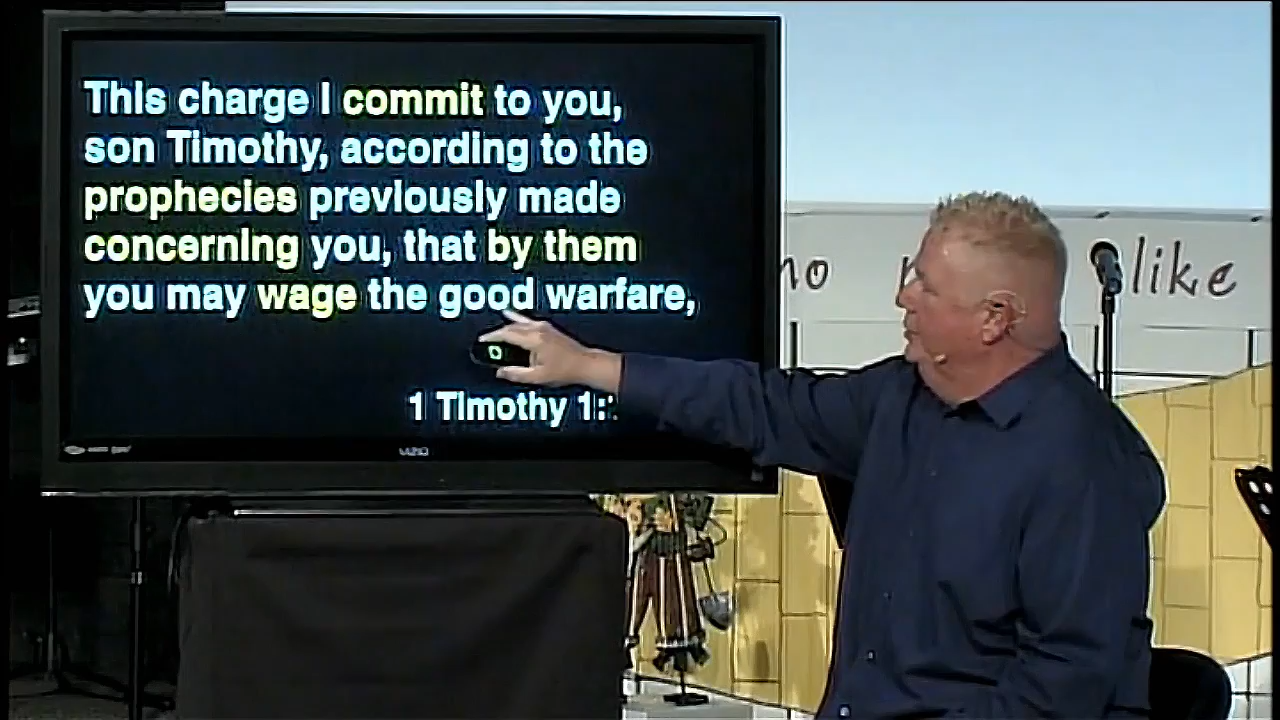 This charge I commit to you,
son Timothy, according to the
prophecies previously made
concerning you, that by them
you may wage the good warfare,
1 Timothy 1:
VIZIO
like